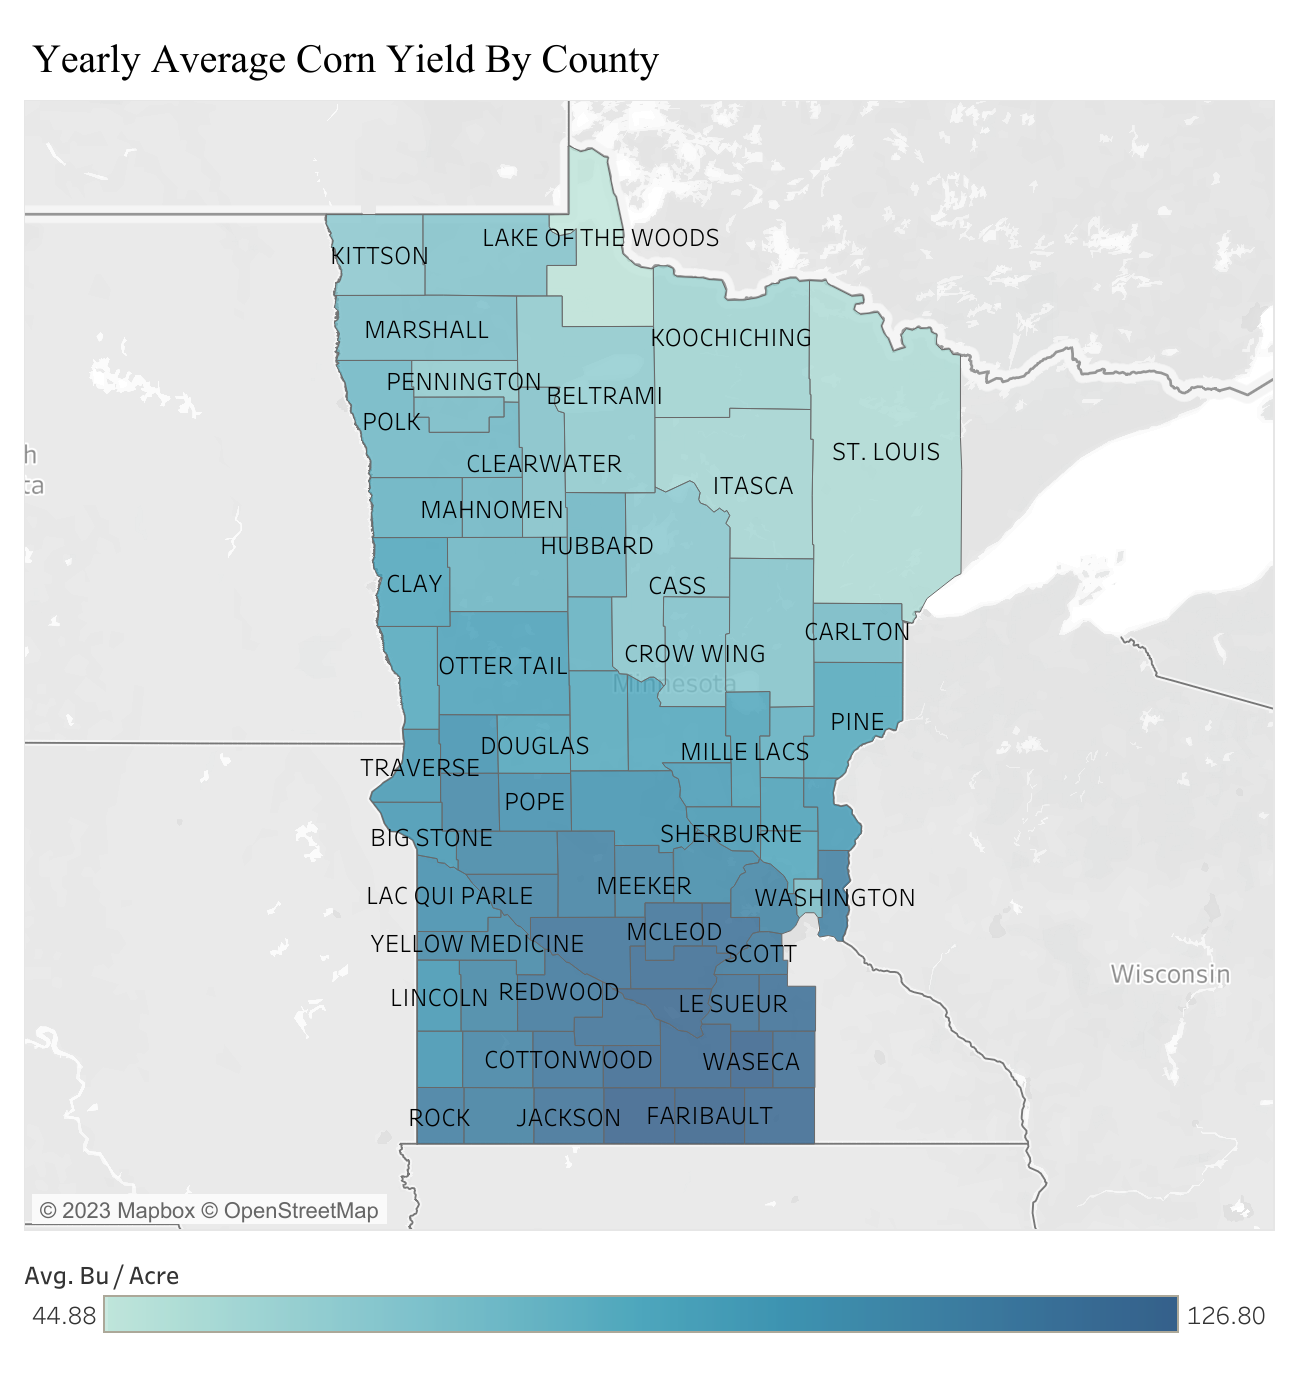 Yearly Average Corn Yield By County
LAKE OF THE WOODS
KITTSON
MARSHALL
KOOCHICHING
PENNINGTON
BELTRAMI
POLK
ST. LOUIS
CLEARWATER
ITASCA
MAHNOMEN
HUBBARD
CLAY
CASS
CARLTON
CROW WING
OTTER TAIL
Minnesota
PINE
DOUGLAS
MILLE LACS
TRAVERSE
POPE
SHERBURNE
BIG STONE
MEEKER
LAC QUI PARLE
WASHINGTON
MCLEOD
YELLOW MEDICINE
SCOTT
Wisconsin
REDWOOD
LINCOLN
LE SUEUR
COTTONWOOD
WASECA
FARIBAULT
ROCK
JACKSON
© 2023 Mapbox © OpenStreetMap
Avg. Bu / Acre
44.88
126.80